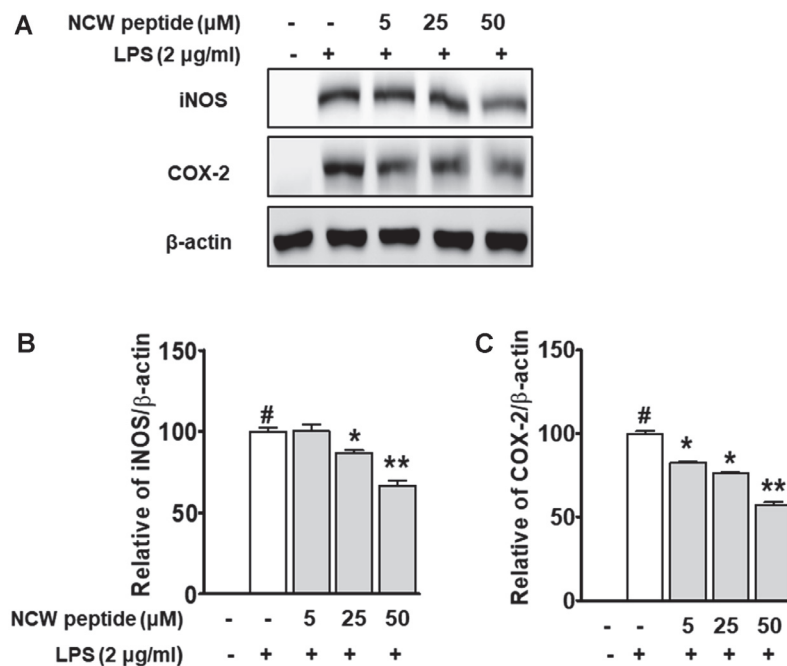 A
NCW peptide (μM) - - 5 25 50
LPS (2 μg/ml) - + + + +
iNOS
COX-2
β-actin
B
Relative of iNOS/β-actin
150
100
50
0
# * **
NCW peptide (μM) - - 5 25 50
LPS (2 μg/ml) - + + + +
C
Relative of COX-2/β-actin
150
100
50
0
# * * **
- - 5 25 50
- + + + +